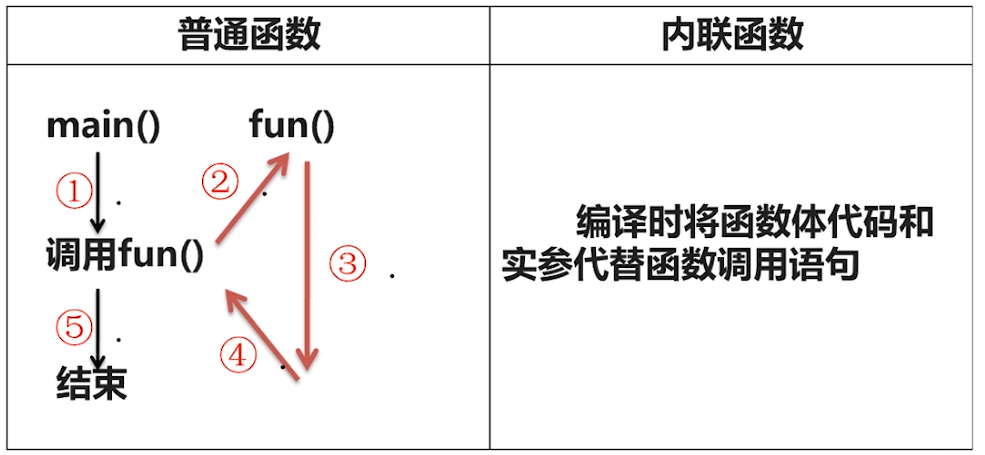 普通函数
内联函数
main()
fun()
①
②
调用fun()
③
④
⑤
结束
编译时将函数体代码和
实参代替函数调用语句